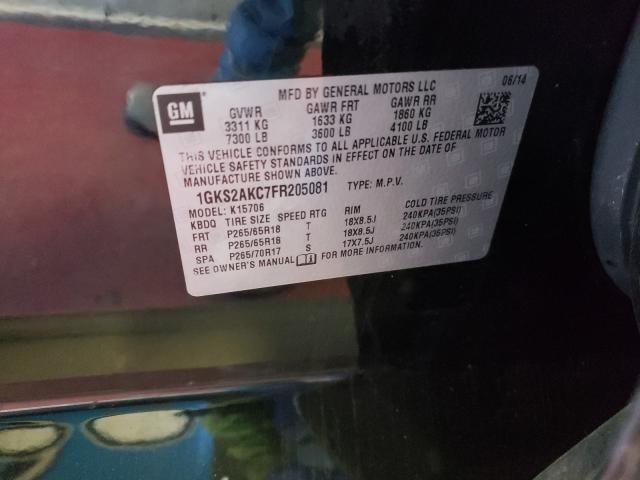 GM
MFD BY GENERAL MOTORS LLC 06/14
GVWR GAWR FRT GAWR RR
3311 KG 1633 KG 1860 KG
7300 LB 3600 LB 4100 LB
THIS VEHICLE CONFORMS TO ALL APPLICABLE U.S. FEDERAL MOTOR
VEHICLE SAFETY STANDARDS IN EFFECT ON THE DATE OF
MANUFACTURE SHOWN ABOVE.
1GKS2AKC7FR205081 TYPE: M.P.V.
MODEL: K15706
KBDQ TIRE SIZE SPEED RTG RIM COLD TIRE PRESSURE
FRT P265/65R18 T 18X8.5J 240KPA(35PSI)
RR P265/65R18 T 18X8.5J 240KPA(35PSI)
SPA P265/70R17 S 17X7.5J 240KPA(35PSI)
SEE OWNER'S MANUAL FOR MORE INFORMATION.